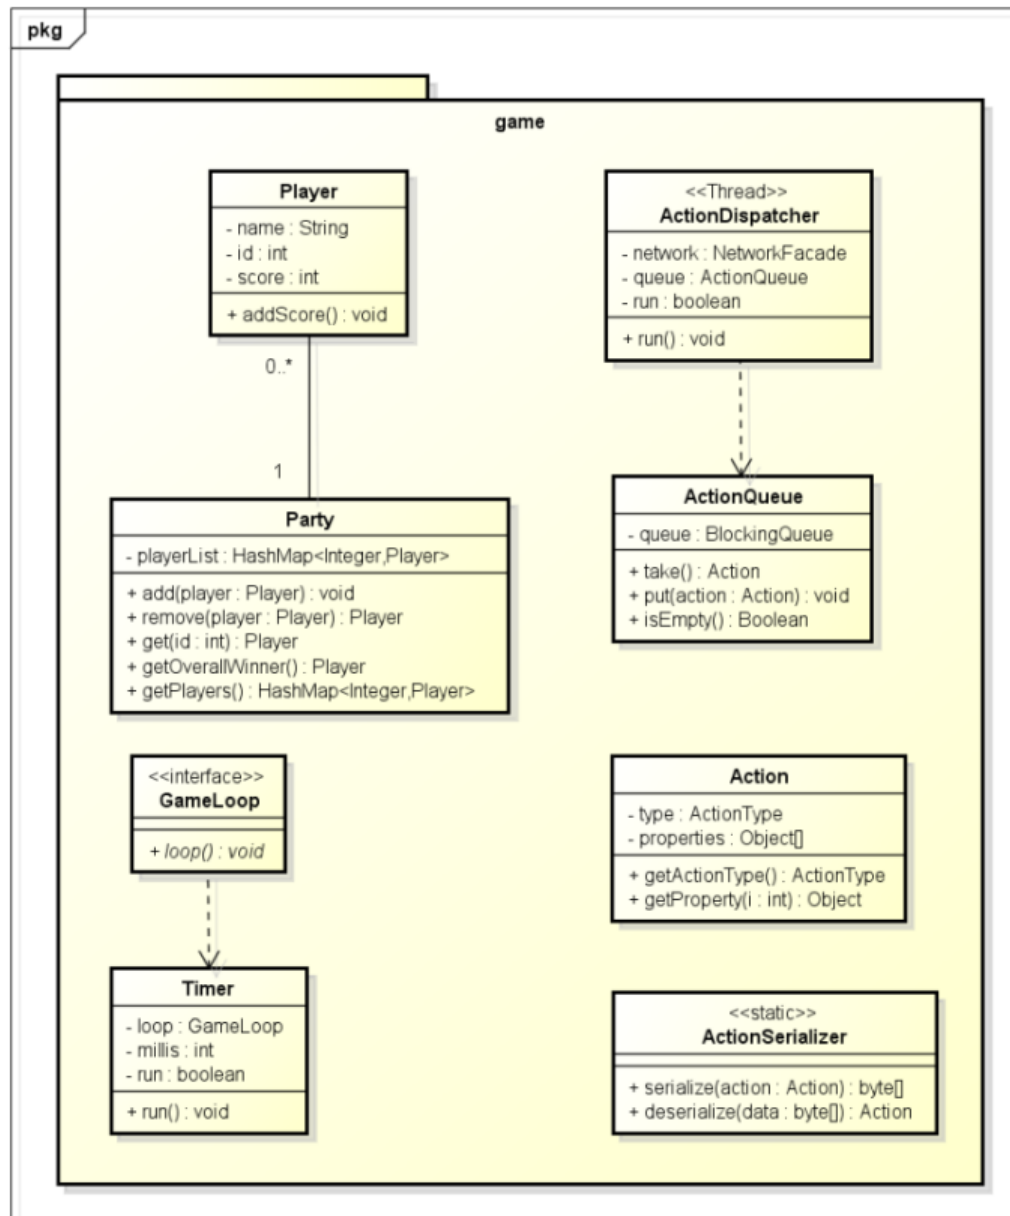 pkg
game
Player
- name : String
- id : int
- score : int
+ addScore() : void
0..*
1
Party
- playerList : HashMap<Integer,Player>
+ add(player : Player) : void
+ remove(player : Player) : Player
+ get(id : int) : Player
+ getOverallWinner() : Player
+ getPlayers() : HashMap<Integer,Player>
<<interface>>
GameLoop
+ loop() : void
Timer
- loop : GameLoop
- millis : int
- run : boolean
+ run() : void
<<Thread>>
ActionDispatcher
- network : NetworkFacade
- queue : ActionQueue
- run : boolean
+ run() : void
ActionQueue
- queue : BlockingQueue
+ take() : Action
+ put(action : Action) : void
+ isEmpty() : Boolean
Action
- type : ActionType
- properties : Object[]
+ getActionType() : ActionType
+ getProperty(i : int) : Object
<<static>>
ActionSerializer
+ serialize(action : Action) : byte[]
+ deserialize(data : byte[]) : Action